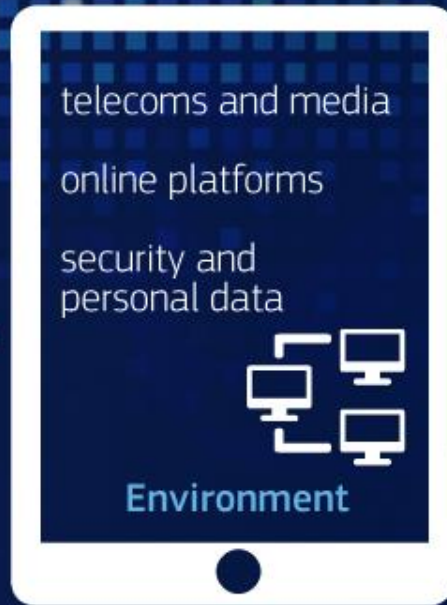 telecoms and media
online platforms
security and
personal data
Environment